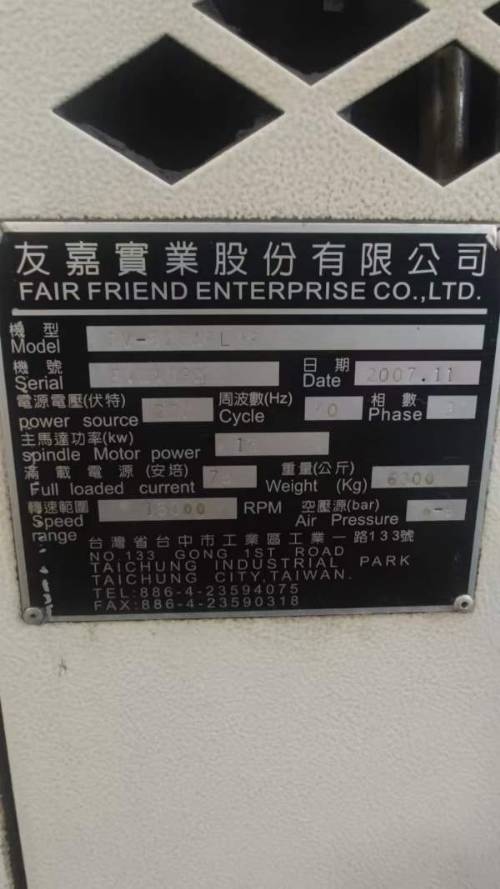 友嘉實業股份有限公司
FAIR FRIEND ENTERPRISE CO.,LTD.
機型
Model
機號 日期
Serial Date 2007.11
電源電壓(伏特) 周波數(Hz) 相數
power source Cycle Phase
主馬達功率(kw)
spindle Motor power
滿載電源(安培) 重量(公斤)
Full loaded current Weight (Kg) 6300
轉速範圍 空壓源(bar)
Speed range RPM Air Pressure
台灣省台中市工業區工業一路133號
NO.133 GONG 1ST ROAD
TAICHUNG INDUSTRIAL PARK
TAICHUNG CITY,TAIWAN.
TEL:886-4-23594075
FAX:886-4-23590318